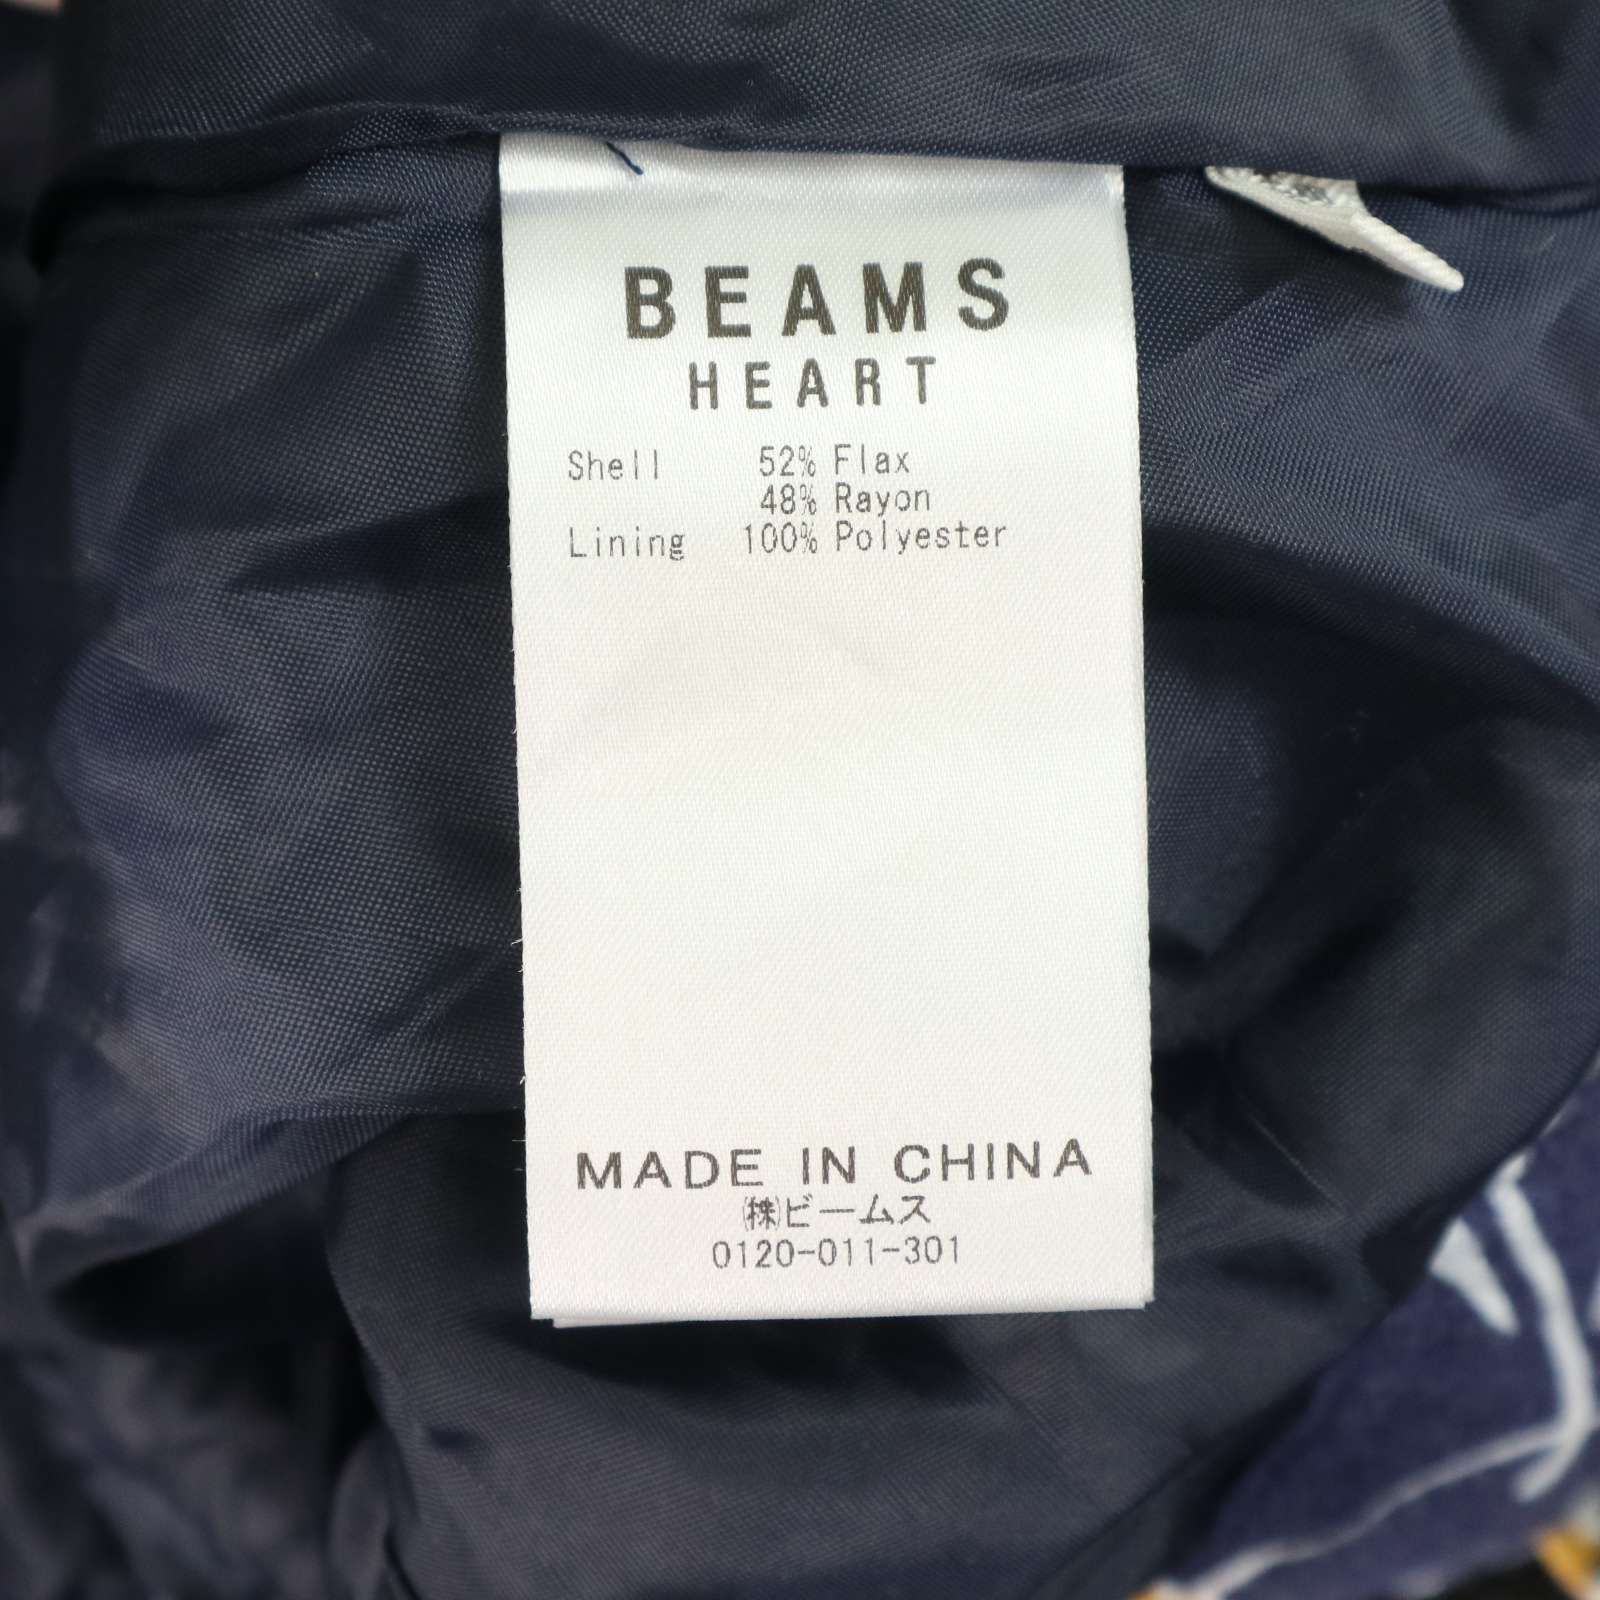 BEAMS
HEART
Shell 52% Flax
48% Rayon
Lining 100% Polyester
MADE IN CHINA
㈱ビームス
0120-011-301